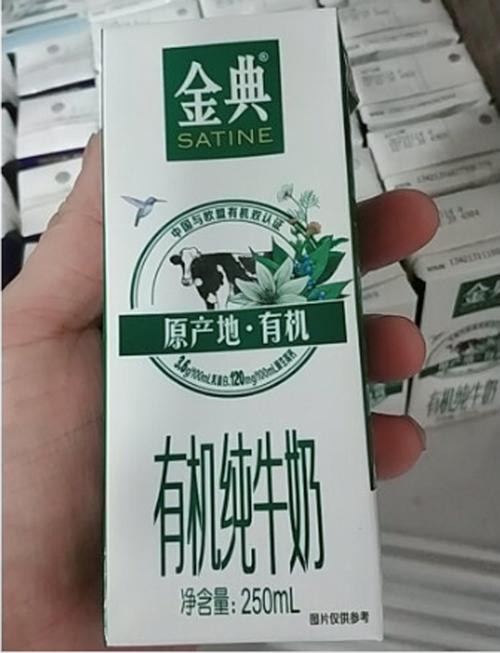 金典®
SATINE
中国与欧盟有机双认证
原产地·有机
3.6g/100mL乳蛋白,120mg/100mL原生高钙
有机纯牛奶
净含量: 250mL
图片仅供参考
有机纯牛奶